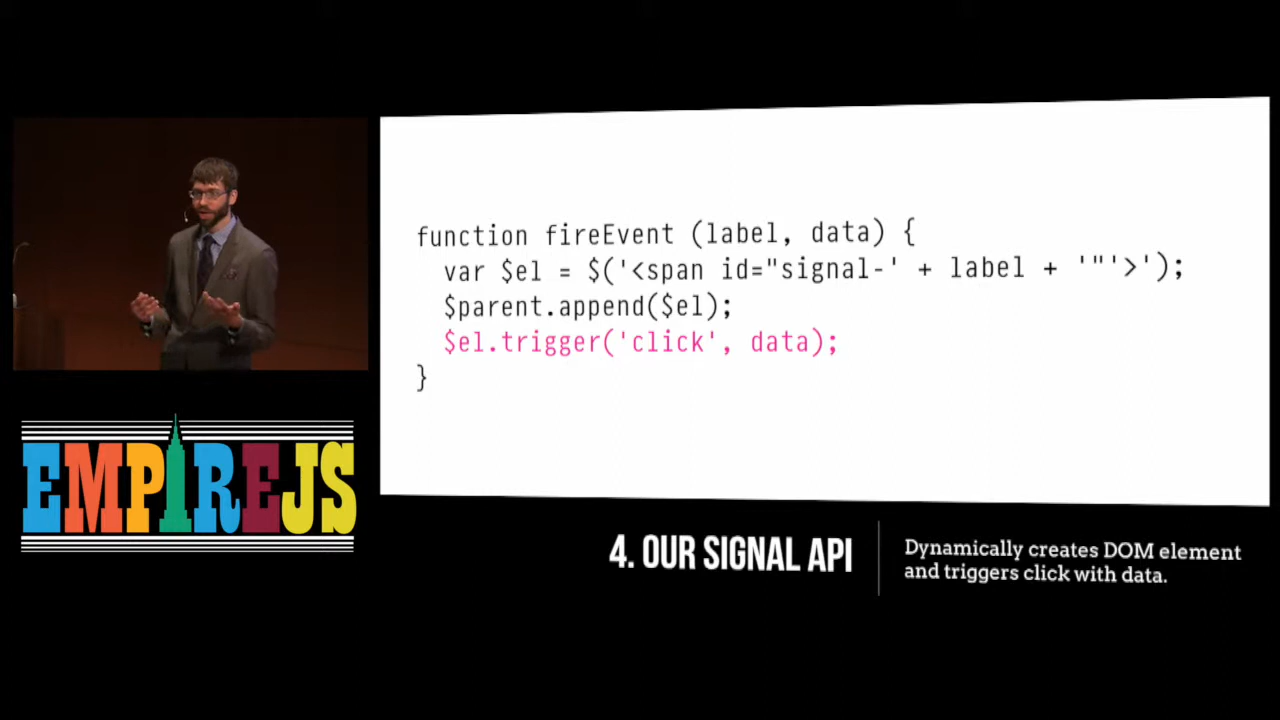 function fireEvent (label, data) {
var $el = $('<span id="signal-' + label + '"'>');
$parent.append($el);
$el.trigger('click', data);
}
EMPIREJS
4. OUR SIGNAL API
Dynamically creates DOM element
and triggers click with data.